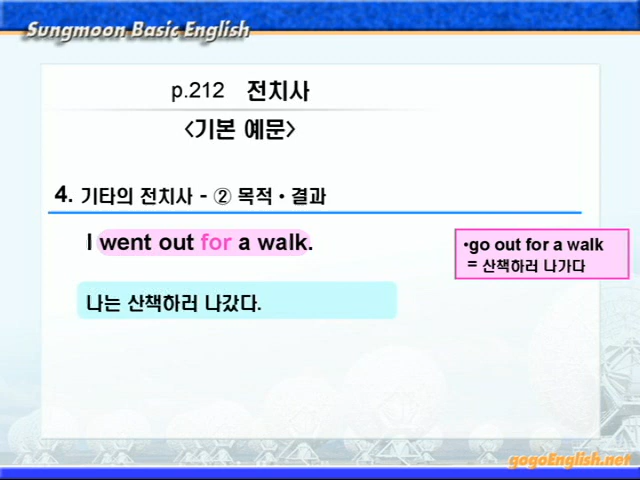 Sungmoon Basic English
p.212 전치사
<기본 예문>
4. 기타의 전치사 - ② 목적 • 결과
I went out for a walk.
•go out for a walk
= 산책하러 나가다
나는 산책하러 나갔다.
gogoEnglish.net